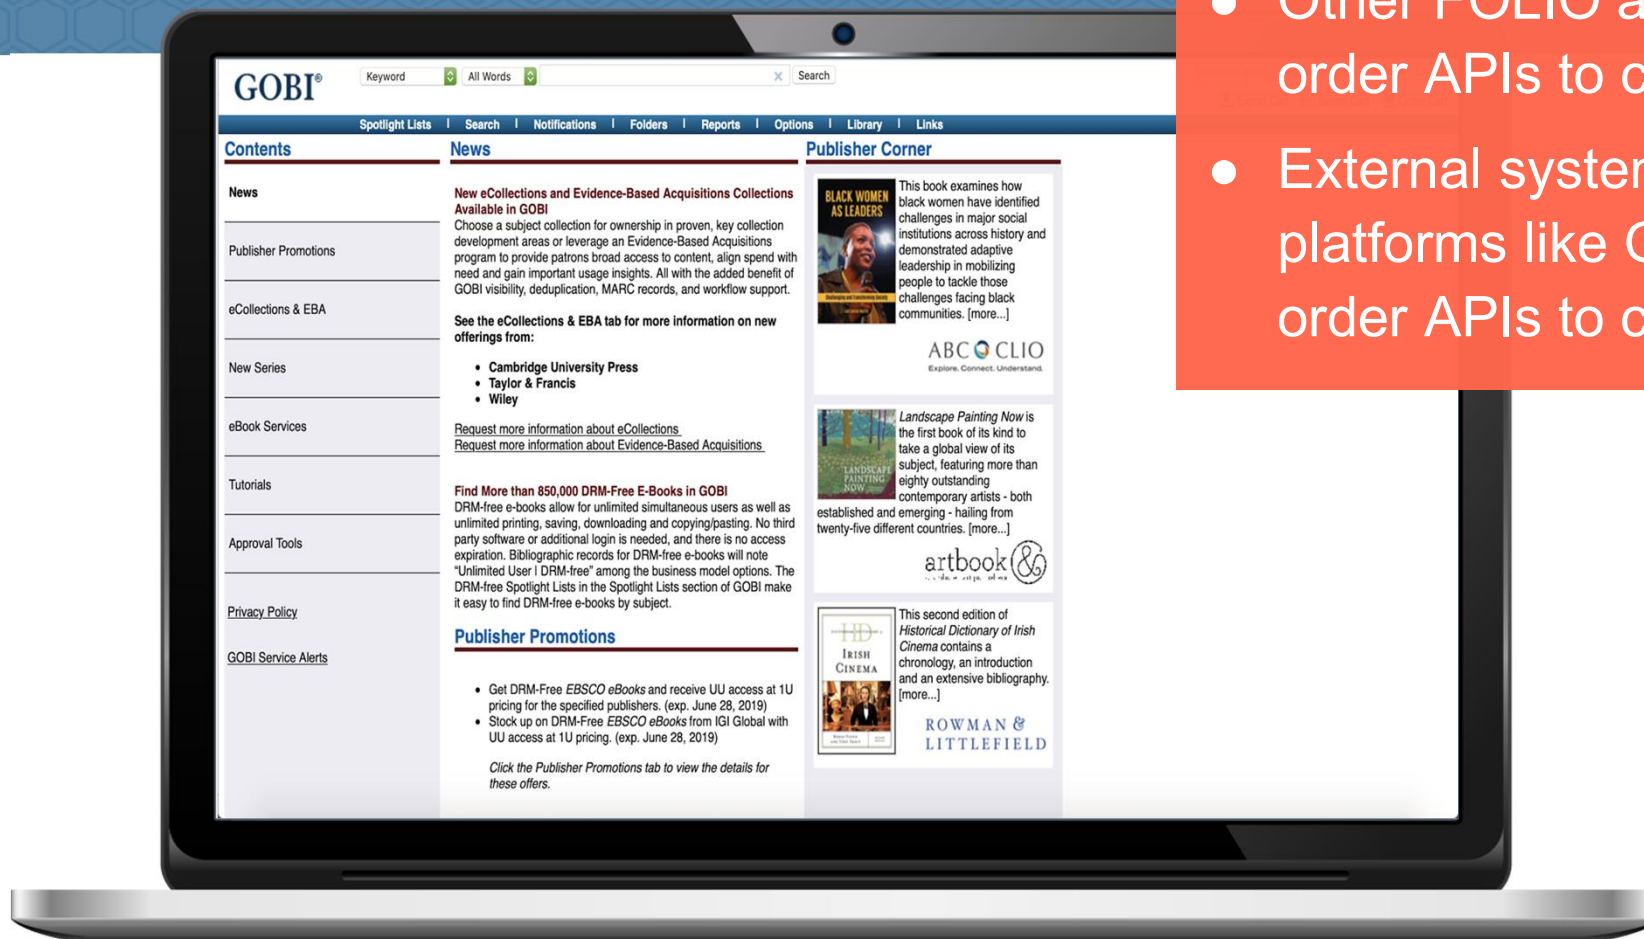 GOBI®
Keyword
All Words
X
Search
Spotlight Lists | Search | Notifications | Folders | Reports | Options | Library | Links
Contents
News
Publisher Promotions
eCollections & EBA
New Series
eBook Services
Tutorials
Approval Tools
Privacy Policy
GOBI Service Alerts
News
New eCollections and Evidence-Based Acquisitions Collections
Available in GOBI
Choose a subject collection for ownership in proven, key collection
development areas or leverage an Evidence-Based Acquisitions
program to provide patrons broad access to content, align spend with
need and gain important usage insights. All with the added benefit of
GOBI visibility, deduplication, MARC records, and workflow support.
See the eCollections & EBA tab for more information on new
offerings from:
• Cambridge University Press
• Taylor & Francis
• Wiley
Request more information about eCollections
Request more information about Evidence-Based Acquisitions
Find More than 850,000 DRM-Free E-Books in GOBI
DRM-free e-books allow for unlimited simultaneous users as well as
unlimited printing, saving, downloading and copying/pasting. No third
party software or additional login is needed, and there is no access
expiration. Bibliographic records for DRM-free e-books will note
“Unlimited User | DRM-free” among the business model options. The
DRM-free Spotlight Lists in the Spotlight Lists section of GOBI make
it easy to find DRM-free e-books by subject.
Publisher Promotions
• Get DRM-Free EBSCO eBooks and receive UU access at 1U
pricing for the specified publishers. (exp. June 28, 2019)
• Stock up on DRM-Free EBSCO eBooks from IGI Global with
UU access at 1U pricing. (exp. June 28, 2019)
Click the Publisher Promotions tab to view the details for
these offers.
Publisher Corner
BLACK WOMEN
AS LEADERS
This book examines how
black women have identified
challenges in major social
institutions across history and
demonstrated adaptive
leadership in mobilizing
people to tackle those
challenges facing black
communities. [more...]
ABC CLIO
Explore. Connect. Understand.
LANDSCAPE
PAINTING
NOW
Landscape Painting Now is
the first book of its kind to
take a global view of its
subject, featuring more than
eighty outstanding
contemporary artists - both
established and emerging - hailing from
twenty-five different countries. [more...]
artbook &
HD
IRISH
CINEMA
This second edition of
Historical Dictionary of Irish
Cinema contains a
chronology, an introduction
and an extensive bibliography.
[more...]
ROWMAN &
LITTLEFIELD
• Other FOLIO a
order APIs to c
• External system
platforms like G
order APIs to c